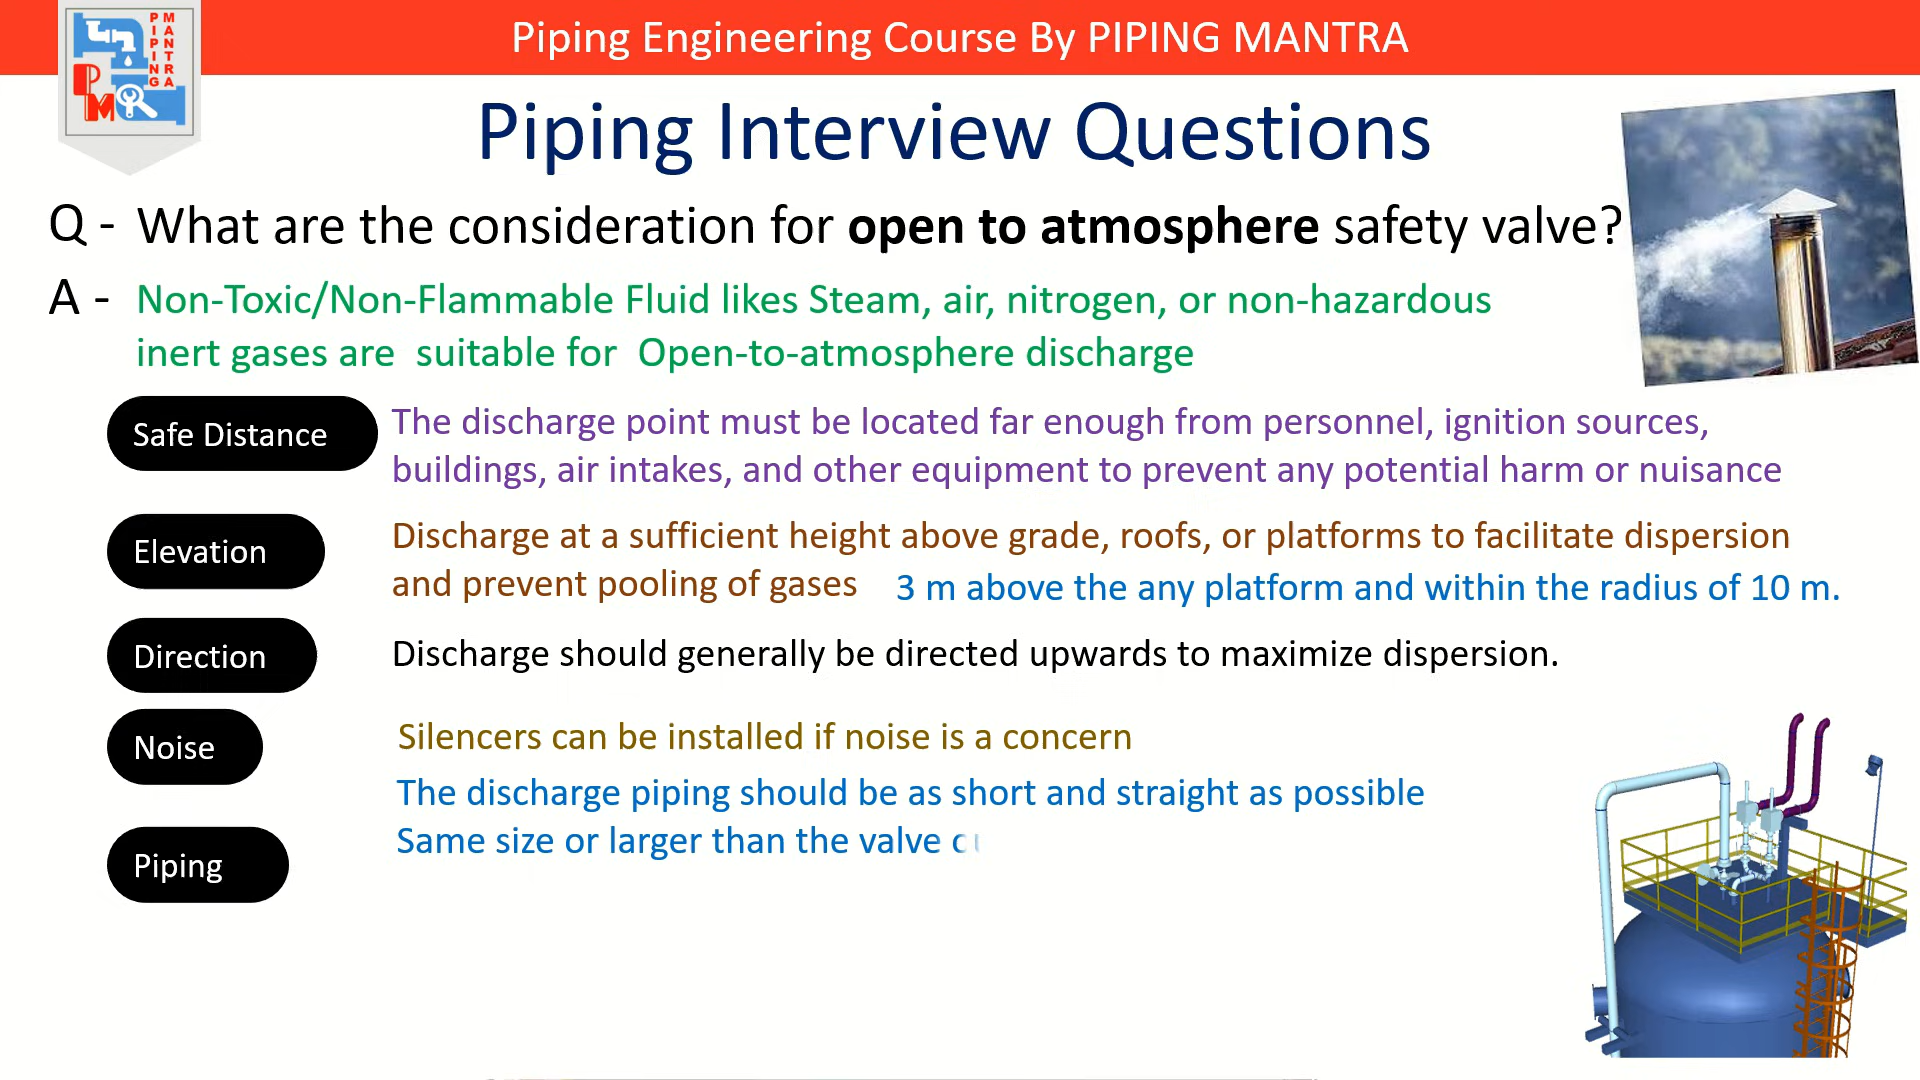 Piping Engineering Course By PIPING MANTRA
PIPING
MANTRA
PM
Piping Interview Questions
Q - What are the consideration for open to atmosphere safety valve?
A - Non-Toxic/Non-Flammable Fluid likes Steam, air, nitrogen, or non-hazardous
inert gases are suitable for Open-to-atmosphere discharge
Safe Distance
The discharge point must be located far enough from personnel, ignition sources,
buildings, air intakes, and other equipment to prevent any potential harm or nuisance
Elevation
Discharge at a sufficient height above grade, roofs, or platforms to facilitate dispersion
and prevent pooling of gases 3 m above the any platform and within the radius of 10 m.
Direction
Discharge should generally be directed upwards to maximize dispersion.
Noise
Silencers can be installed if noise is a concern
Piping
The discharge piping should be as short and straight as possible
Same size or larger than the valve